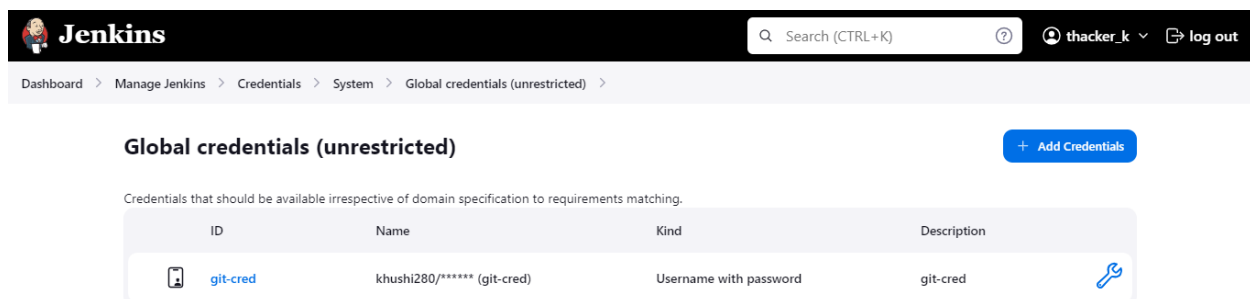 Jenkins
Search (CTRL+K)
?
thacker_k
log out
Dashboard > Manage Jenkins > Credentials > System > Global credentials (unrestricted) >
Global credentials (unrestricted)
+ Add Credentials
Credentials that should be available irrespective of domain specification to requirements matching.
ID Name Kind Description
git-cred khushi280/****** (git-cred) Username with password git-cred